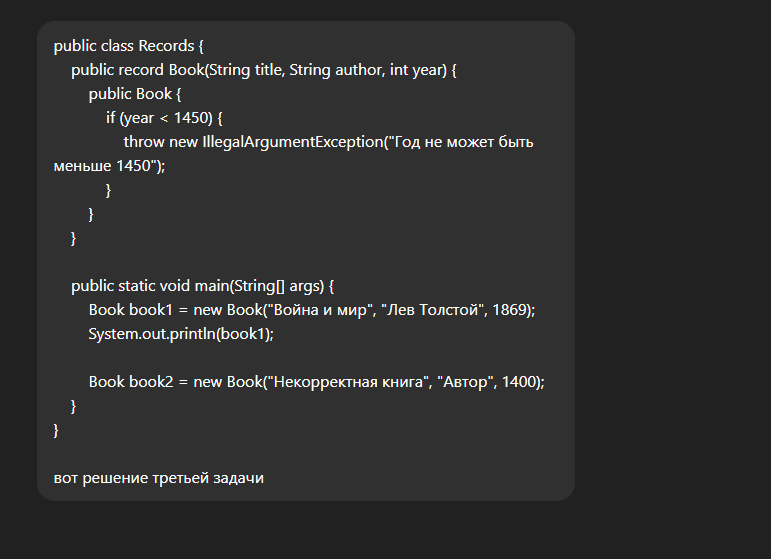 public class Records {
public record Book(String title, String author, int year) {
public Book {
if (year < 1450) {
throw new IllegalArgumentException("Год не может быть
меньше 1450");
}
}
}
public static void main(String[] args) {
Book book1 = new Book("Война и мир", "Лев Толстой", 1869);
System.out.println(book1);
Book book2 = new Book("Некорректная книга", "Автор", 1400);
}
}
вот решение третьей задачи